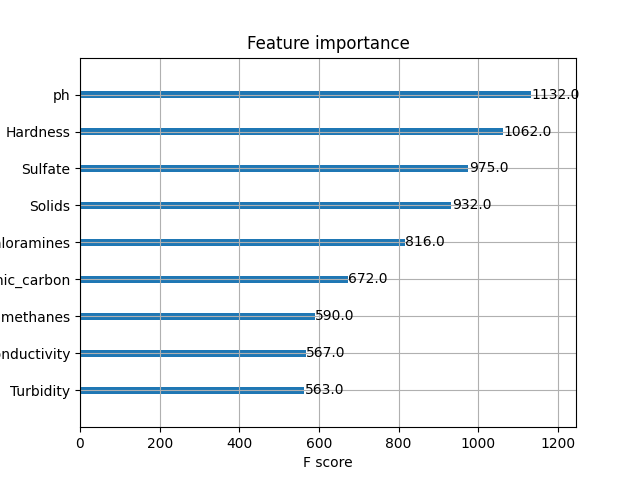 Feature importance
ph 1132.0
Hardness 1062.0
Sulfate 975.0
Solids 932.0
loramines 816.0
nic_carbon 672.0
methanes 590.0
nductivity 567.0
Turbidity 563.0
0 200 400 600 800 1000 1200
F score